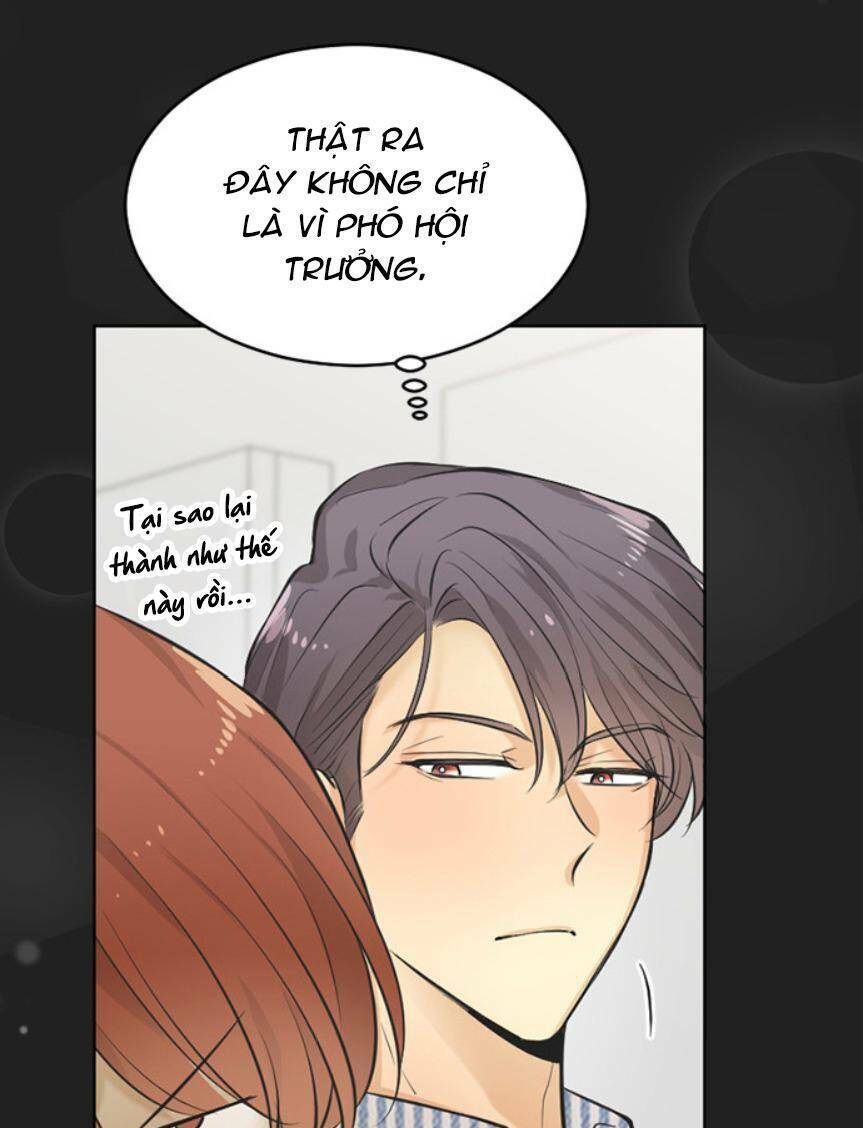 THẬT RA
ĐÂY KHÔNG CHỈ
LÀ VÌ PHÓ HỘI
TRƯỞNG.
Tại sao lại
thành như thế
này rồi...